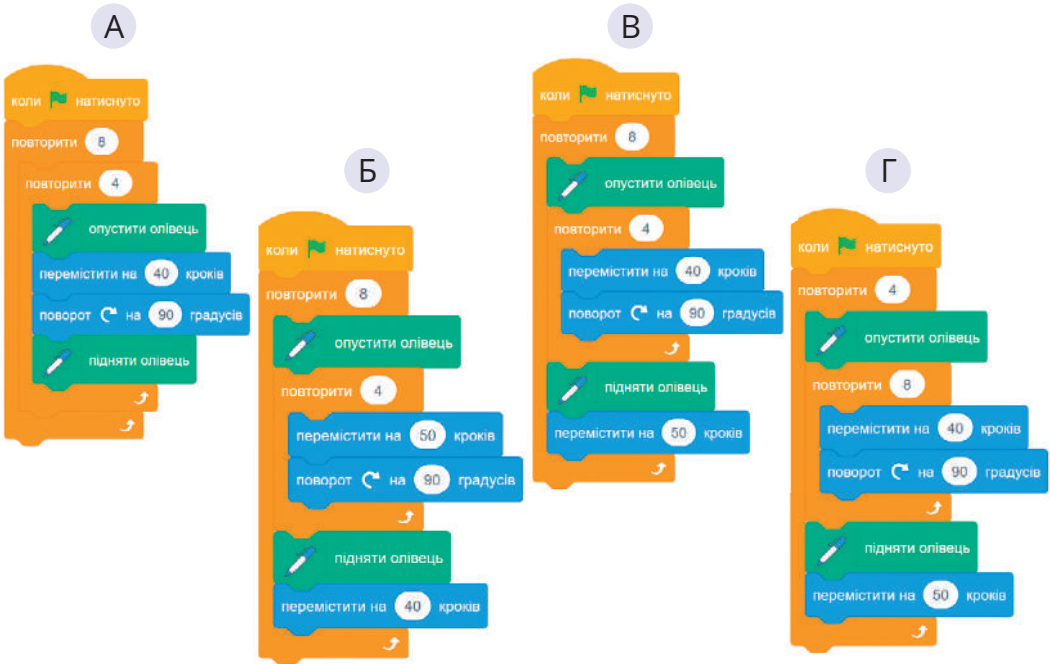 А
коли натиснуто
повторити 8
повторити 4
опустити олівець
перемістити на 40 кроків
поворот на 90 градусів
підняти олівець
Б
коли натиснуто
повторити 8
опустити олівець
повторити 4
перемістити на 50 кроків
поворот на 90 градусів
підняти олівець
перемістити на 40 кроків
В
коли натиснуто
повторити 8
опустити олівець
повторити 4
перемістити на 40 кроків
поворот на 90 градусів
підняти олівець
перемістити на 50 кроків
Г
коли натиснуто
повторити 4
опустити олівець
повторити 8
перемістити на 40 кроків
поворот на 90 градусів
підняти олівець
перемістити на 50 кроків